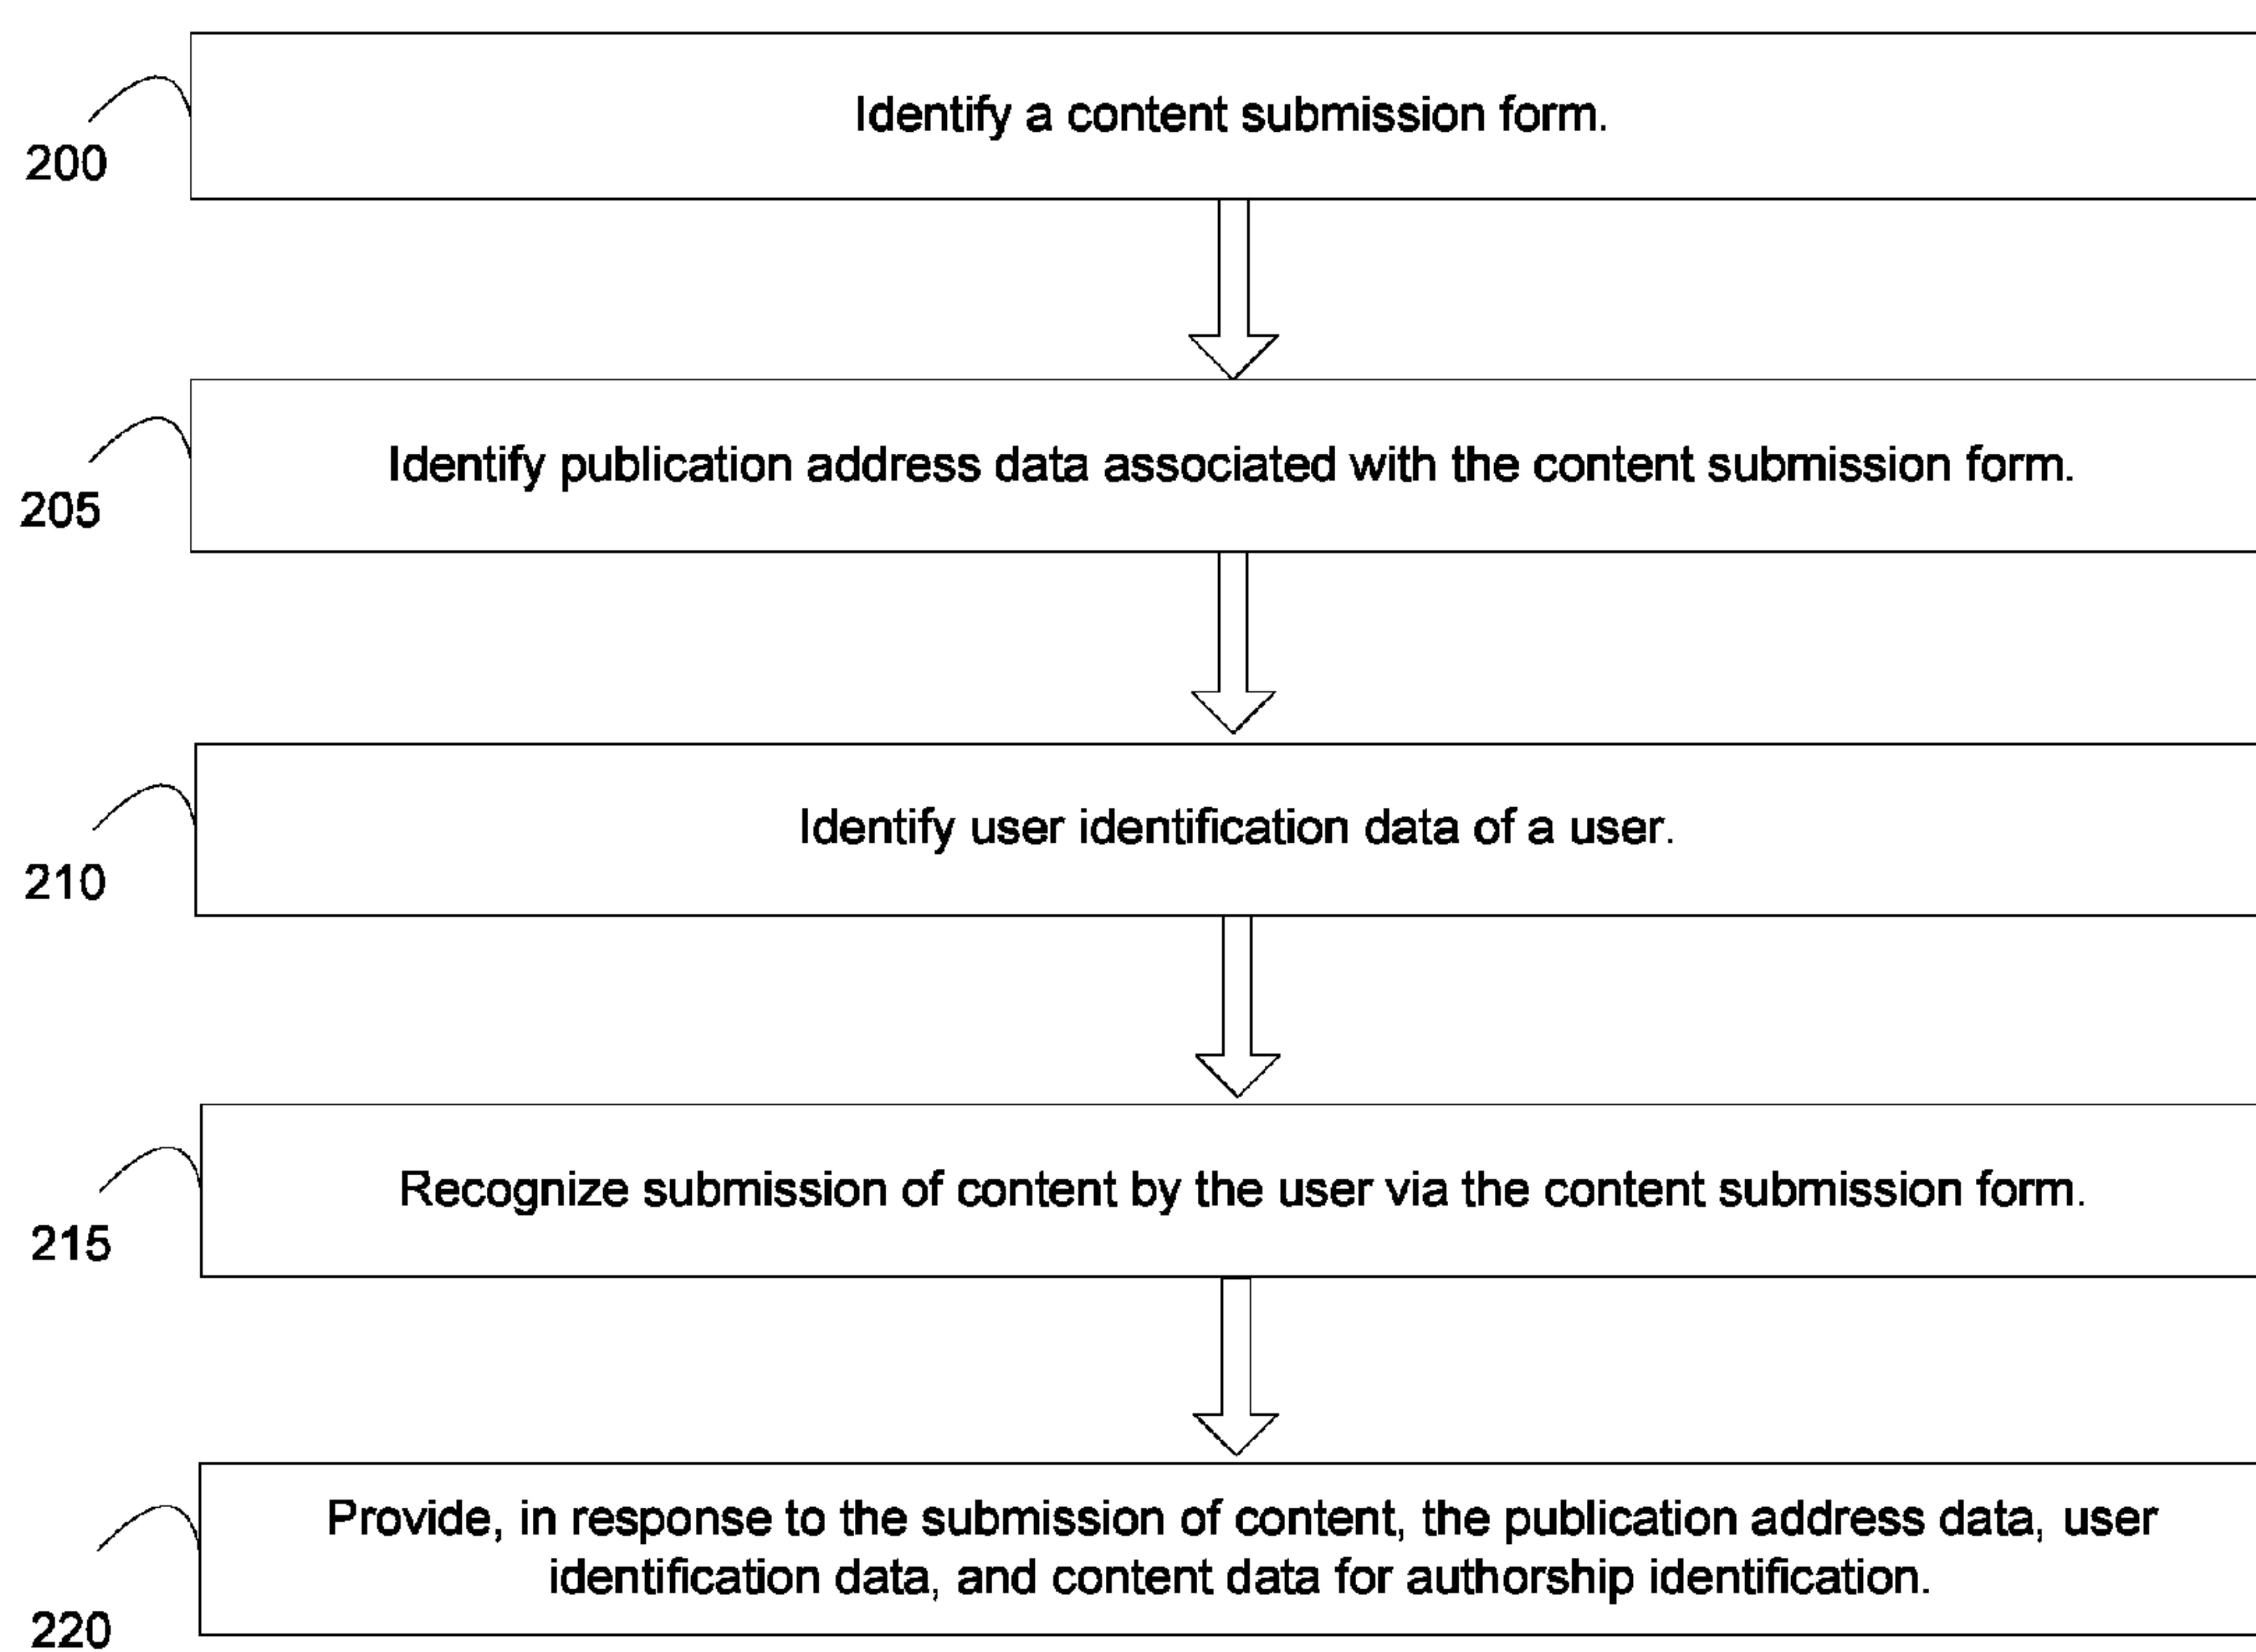 Identify a content submission form.
200
Identify publication address data associated with the content submission form.
205
Identify user identification data of a user.
210
Recognize submission of content by the user via the content submission form.
215
Provide, in response to the submission of content, the publication address data, user
identification data, and content data for authorship identification.
220